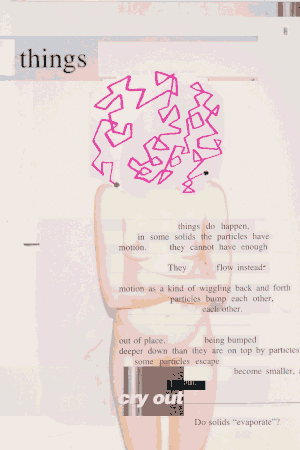 things
things do happen,
in some solids the particles have
motion. they cannot have enough
They flow instead
motion as a kind of wiggling back and forth
particles bump each other,
each other.
out of place. being bumped
deeper down than they are on top by particles
some particles escape
become smaller,
cry out
Do solids "evaporate"?